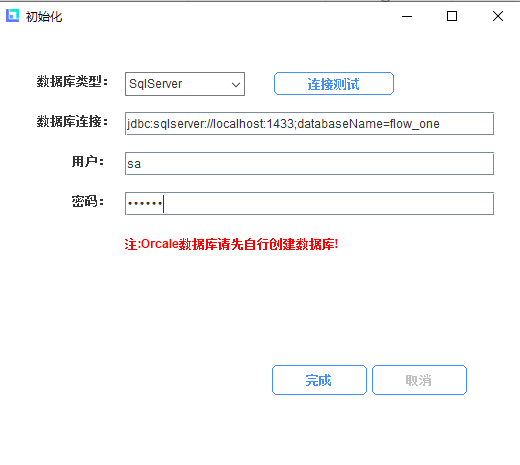 初始化
数据库类型： SqlServer 连接测试
数据库连接： jdbc:sqlserver://localhost:1433;databaseName=flow_one
用户： sa
密码： ••••••
注:Orcale数据库请先自行创建数据库!
完成 取消